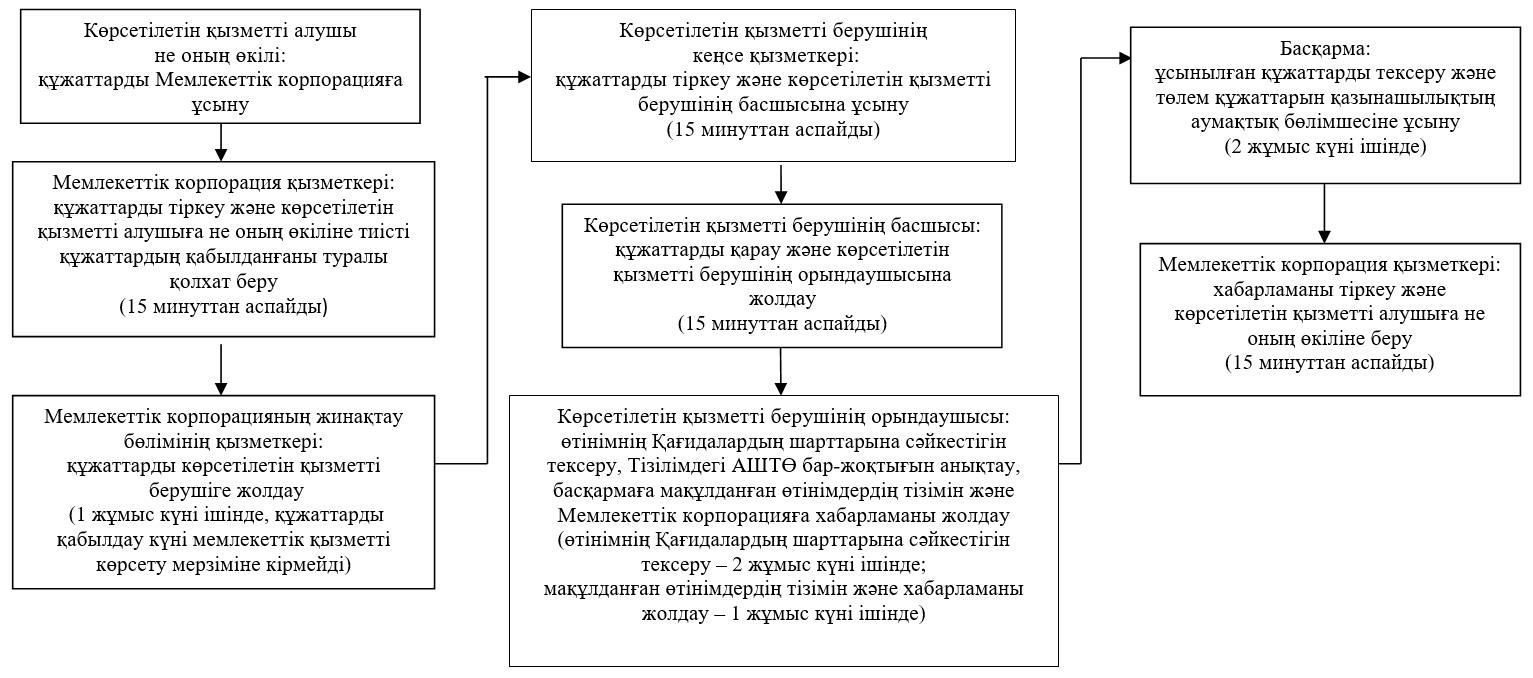 Көрсетілетін қызметті алушы
не оның өкілі:
құжаттарды Мемлекеттік корпорацияға
ұсыну
Мемлекеттік корпорация қызметкері:
құжаттарды тіркеу және көрсетілетін
қызметті алушыға не оның өкіліне тиісті
құжаттардың қабылданғаны туралы
қолхат беру
(15 минуттан аспайды)
Мемлекеттік корпорацияның жинақтау
бөлімінің қызметкері:
құжаттарды көрсетілетін қызметті
берушіге жолдау
(1 жұмыс күні ішінде, құжаттарды
қабылдау күні мемлекеттік қызметті
көрсету мерзіміне кірмейді)
Көрсетілетін қызметті берушінің
кеңсе қызметкері:
құжаттарды тіркеу және көрсетілетін қызметті
берушінің басшысына ұсыну
(15 минуттан аспайды)
Көрсетілетін қызметті берушінің басшысы:
құжаттарды қарау және көрсетілетін
қызметті берушінің орындаушысына
жолдау
(15 минуттан аспайды)
Көрсетілетін қызметті берушінің орындаушысы:
өтінімнің Қағидалардың шарттарына сәйкестігін
тексеру, Тізілімдегі АШТӨ бар-жоқтығын анықтау,
басқармаға мақұлданған өтінімдердің тізімін және
Мемлекеттік корпорацияға хабарламаны жолдау
(өтінімнің Қағидалардың шарттарына сәйкестігін
тексеру – 2 жұмыс күні ішінде;
мақұлданған өтінімдердің тізімін және хабарламаны
жолдау – 1 жұмыс күні ішінде)
Басқарма:
ұсынылған құжаттарды тексеру және
төлем құжаттарын қазынашылықтың
аумақтық бөлімшесіне ұсыну
(2 жұмыс күні ішінде)
Мемлекеттік корпорация қызметкері:
хабарламаны тіркеу және
көрсетілетін қызметті алушыға не
оның өкіліне беру
(15 минуттан аспайды)